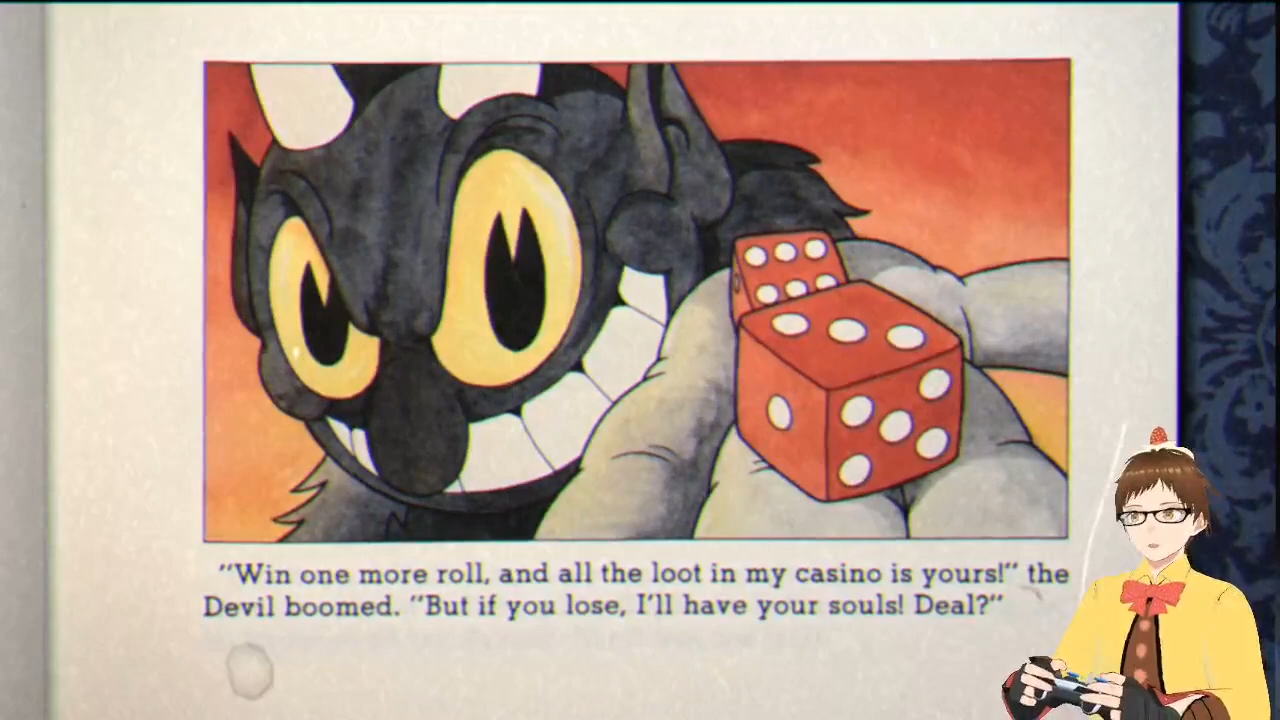 “Win one more roll, and all the loot in my casino is yours!” the
Devil boomed. “But if you lose, I’ll have your souls! Deal?”